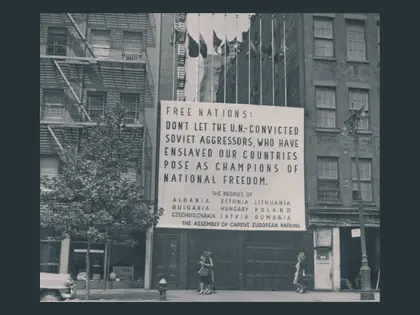 FREE NATIONS:
DON'T LET THE U.N.-CONVICTED
SOVIET AGGRESSORS, WHO HAVE
ENSLAVED OUR COUNTRIES
POSE AS CHAMPIONS OF
NATIONAL FREEDOM.
THE PEOPLES OF
ALBANIA ESTONIA LITHUANIA
BULGARIA HUNGARY POLAND
CZECHOSLOVAKIA LATVIA ROMANIA
THE ASSEMBLY OF CAPTIVE EUROPEAN NATIONS